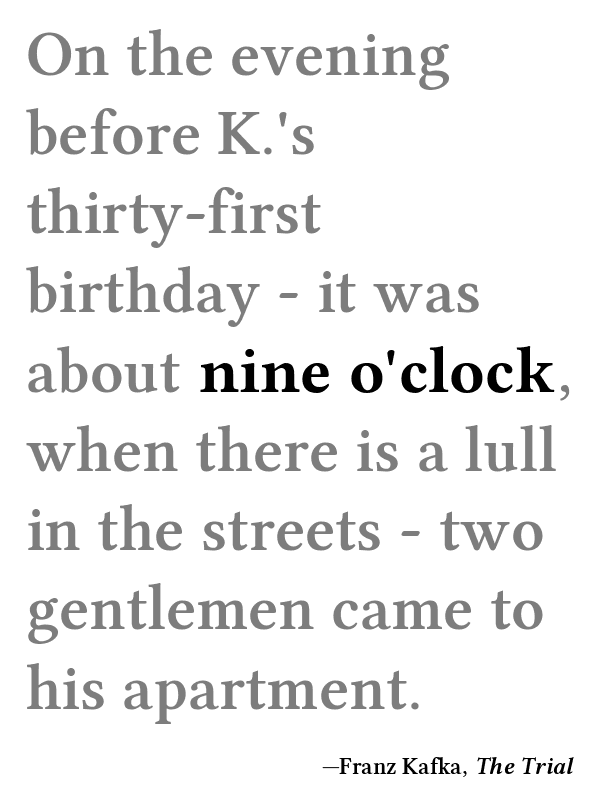 On the evening
before K.'s
thirty-first
birthday - it was
about nine o'clock,
when there is a lull
in the streets - two
gentlemen came to
his apartment.
—Franz Kafka, The Trial